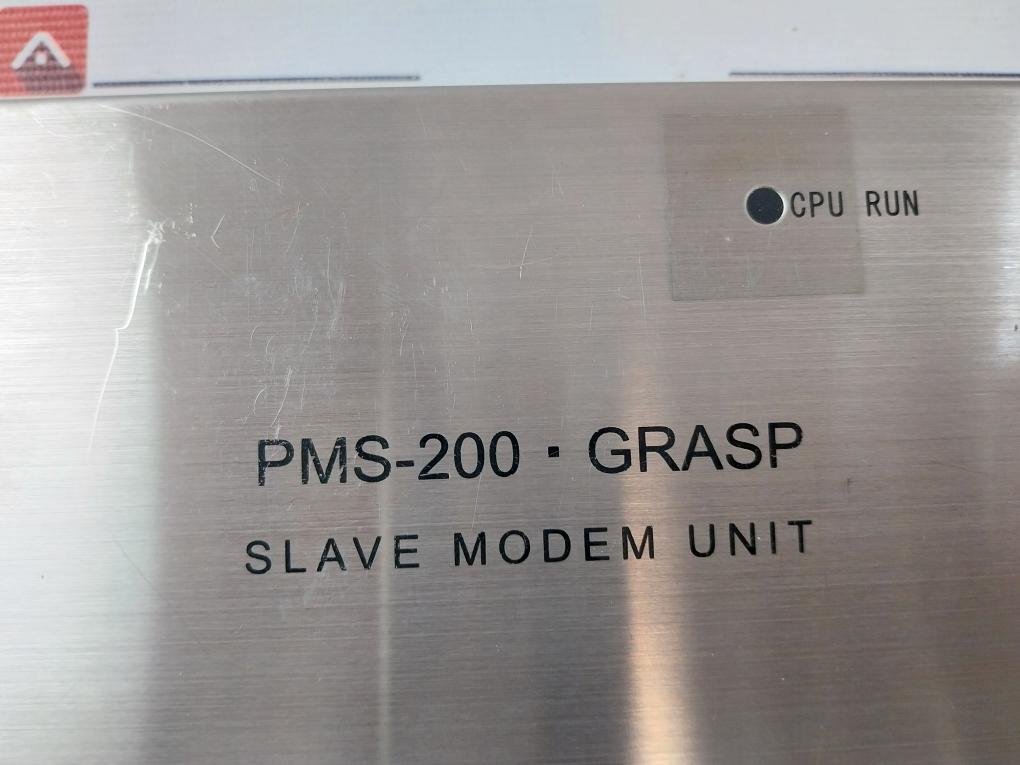 CPU RUN
PMS-200 ▪ GRASP
SLAVE MODEM UNIT